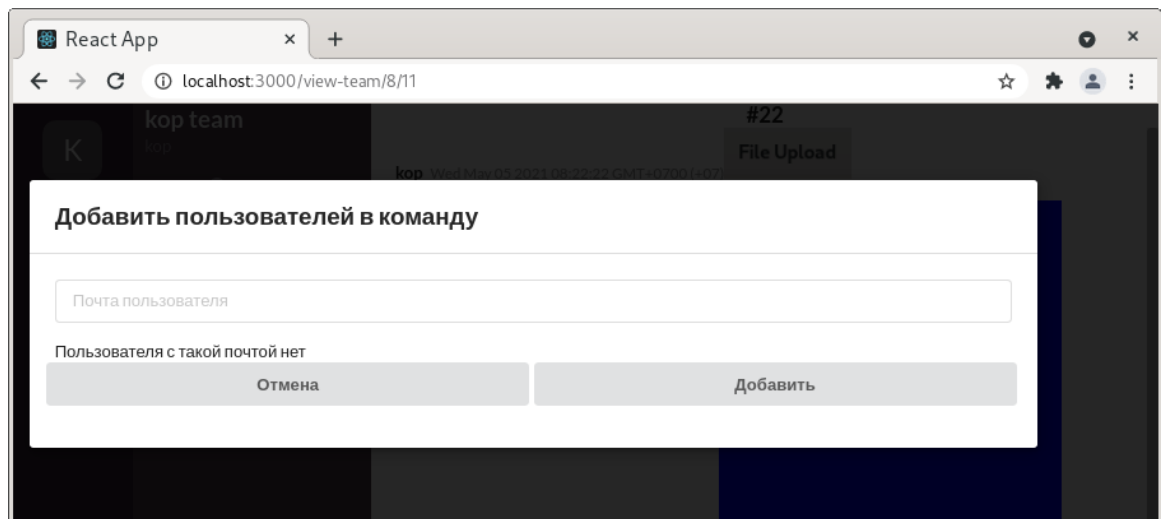 React App
localhost:3000/view-team/8/11
kop team
K
kop
#22
File Upload
kop Wed May 05 2021 08:22:22 GMT+0700 (+07)
Добавить пользователей в команду
Почта пользователя
Пользователя с такой почтой нет
Отмена
Добавить